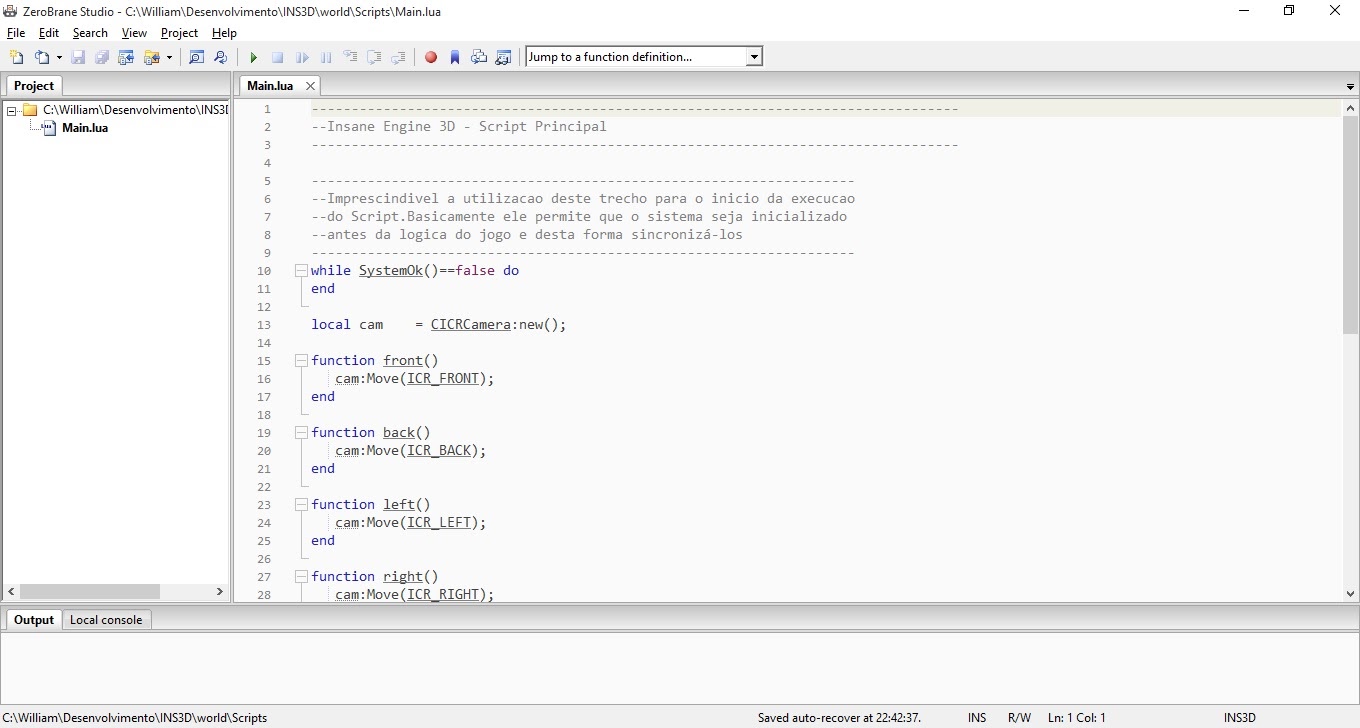 ZeroBrane Studio - C:\William\Desenvolvimento\INS3D\world\Scripts\Main.lua
File Edit Search View Project Help
Jump to a function definition...
Project
Main.lua
C:\William\Desenvolvimento\INS3D
Main.lua
1 ---------------------------------------------------------------------------------
2 --Insane Engine 3D - Script Principal
3 ---------------------------------------------------------------------------------
4
5 --------------------------------------------------------------------
6 --Imprescindivel a utilizacao deste trecho para o inicio da execucao
7 --do Script.Basicamente ele permite que o sistema seja inicializado
8 --antes da logica do jogo e desta forma sincronizá-los
9 --------------------------------------------------------------------
10 while SystemOk()==false do
11 end
12
13 local cam    = CICRCamera:new();
14
15 function front()
16    cam:Move(ICR_FRONT);
17 end
18
19 function back()
20    cam:Move(ICR_BACK);
21 end
22
23 function left()
24    cam:Move(ICR_LEFT);
25 end
26
27 function right()
28    cam:Move(ICR_RIGHT);
Output Local console
C:\William\Desenvolvimento\INS3D\world\Scripts Saved auto-recover at 22:42:37. INS R/W Ln: 1 Col: 1 INS3D